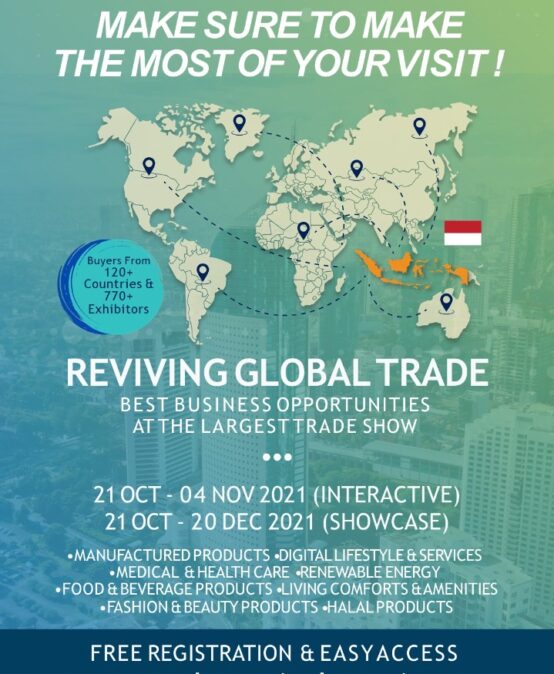 MAKE SURE TO MAKE
THE MOST OF YOUR VISIT !
Buyers From
120+
Countries &
770+
Exhibitors
REVIVING GLOBAL TRADE
BEST BUSINESS OPPORTUNITIES
AT THE LARGEST TRADE SHOW
•••
21 OCT - 04 NOV 2021 (INTERACTIVE)
21 OCT - 20 DEC 2021 (SHOWCASE)
•MANUFACTURED PRODUCTS •DIGITAL LIFESTYLE & SERVICES
•MEDICAL & HEALTH CARE •RENEWABLE ENERGY
•FOOD & BEVERAGE PRODUCTS •LIVING COMFORTS & AMENITIES
•FASHION & BEAUTY PRODUCTS •HALAL PRODUCTS
FREE REGISTRATION & EASY ACCESS